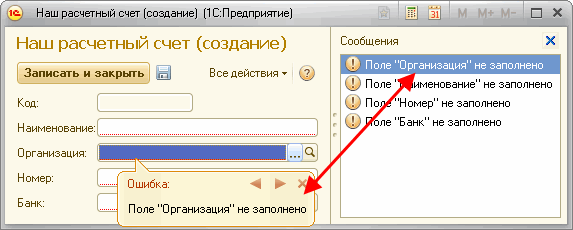 Наш расчетный счет (создание) (1С:Предприятие)
M M+ M-
Наш расчетный счет (создание)
Записать и закрыть
Все действия
Код:
Наименование:
Организация:
Номер:
Банк:
Ошибка:
Поле "Организация" не заполнено
Сообщения
Поле "Организация" не заполнено
Поле "Наименование" не заполнено
Поле "Номер" не заполнено
Поле "Банк" не заполнено